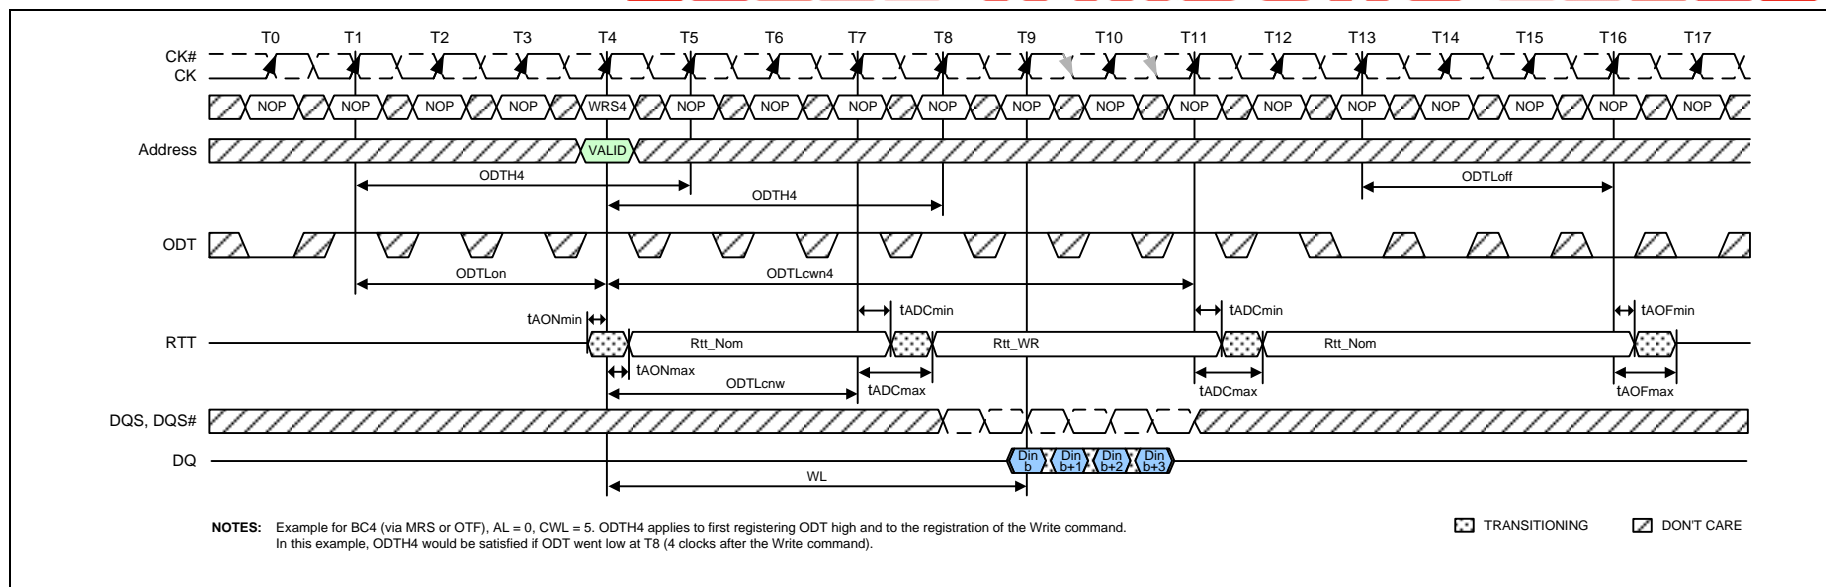 T0 T1 T2 T3 T4 T5 T6 T7 T8 T9 T10 T11 T12 T13 T14 T15 T16 T17
CK#
CK
NOP NOP NOP NOP WRS4 NOP NOP NOP NOP NOP NOP NOP NOP NOP NOP NOP NOP NOP
Address VALID
ODTH4 ODTLoff
ODTH4
ODT
ODTLon ODTLcwn4
tAONmin tADCmin tADCmin tAOFmin
RTT Rtt_Nom Rtt_WR Rtt_Nom
tAONmax ODTLcnw tADCmax tADCmax tAOFmax
DQS, DQS#
DQ Din b Din b+1 Din b+2 Din b+3
WL
NOTES: Example for BC4 (via MRS or OTF), AL = 0, CWL = 5. ODTH4 applies to first registering ODT high and to the registration of the Write command.
In this example, ODTH4 would be satisfied if ODT went low at T8 (4 clocks after the Write command).
TRANSITIONING DON'T CARE